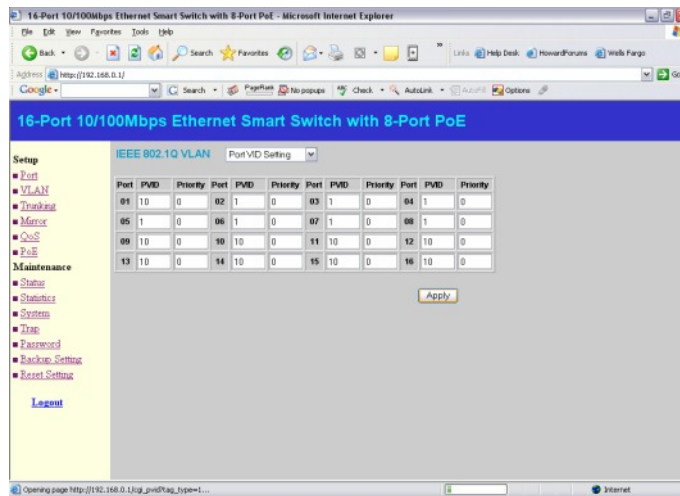 16-Port 10/100Mbps Ethernet Smart Switch with 8-Port PoE - Microsoft Internet Explorer
File Edit View Favorites Tools Help
Back Search Favorites Links Help Desk HowardForums Wells Fargo
Address http://192.168.0.1/ Go
Google Search PageRank No popups Check AutoLink AutoFill Options
16-Port 10/100Mbps Ethernet Smart Switch with 8-Port PoE
IEEE 802.1Q VLAN Port VID Setting
Setup
Port
VLAN
Trunking
Mirror
QoS
PoE
Maintenance
Status
Statistics
System
Trap
Password
Backup Setting
Reset Setting
Logout
Port PVID Priority Port PVID Priority Port PVID Priority Port PVID Priority
01 10 0 02 1 0 03 1 0 04 1 0
05 1 0 06 1 0 07 1 0 08 1 0
09 10 0 10 10 0 11 10 0 12 10 0
13 10 0 14 10 0 15 10 0 16 10 0
Apply
Opening page http://192.168.0.1/cgi_pvid?tag_type=1... Internet